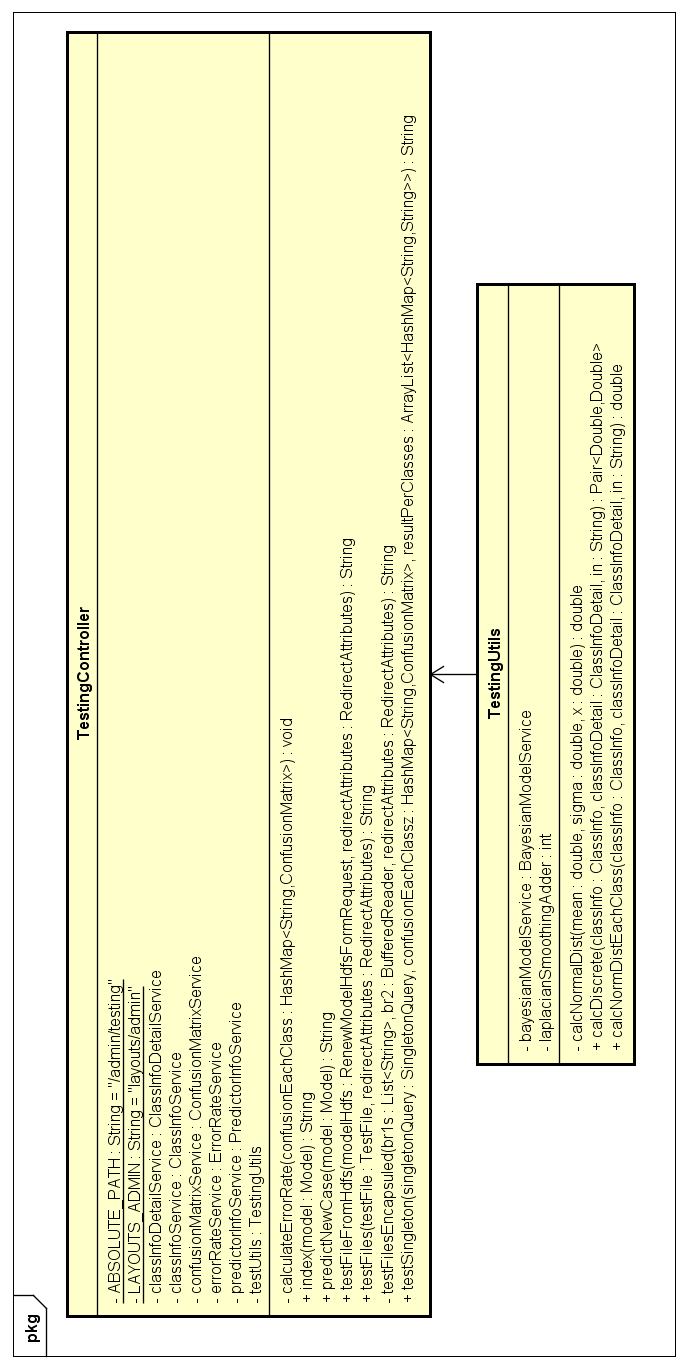 pkg
TestingController
- ABSOLUTE_PATH : String = "/admin/testing"
- LAYOUTS_ADMIN : String = "layouts/admin"
- classInfoDetailService : ClassInfoDetailService
- classInfoService : ClassInfoService
- confusionMatrixService : ConfusionMatrixService
- errorRateService : ErrorRateService
- predictorInfoService : PredictorInfoService
- testUtils : TestingUtils
- calculateErrorRate(confusionEachClass : HashMap<String,ConfusionMatrix>) : void
+ index(model : Model) : String
+ predictNewCase(model : Model) : String
+ testFileFromHdfs(modelHdfs : RenewModelHdfsFormRequest, redirectAttributes : RedirectAttributes) : String
+ testFiles(testFile : TestFile, redirectAttributes : RedirectAttributes) : String
- testFilesEncapsuled(br1s : List<String>, br2 : BufferedReader, redirectAttributes : RedirectAttributes) : String
+ testSingleton(singletonQuery : SingletonQuery, confusionEachClassz : HashMap<String,ConfusionMatrix>, resultPerClasses : ArrayList<HashMap<String,String>>) : String
TestingUtils
- bayesianModelService : BayesianModelService
- laplacianSmoothingAdder : int
- calcNormalDist(mean : double, sigma : double, x : double) : double
+ calcDiscrete(classInfo : ClassInfo, classInfoDetail : ClassInfoDetail, in : String) : Pair<Double,Double>
+ calcNormDistEachClass(classInfo : ClassInfo, classInfoDetail : ClassInfoDetail, in : String) : double